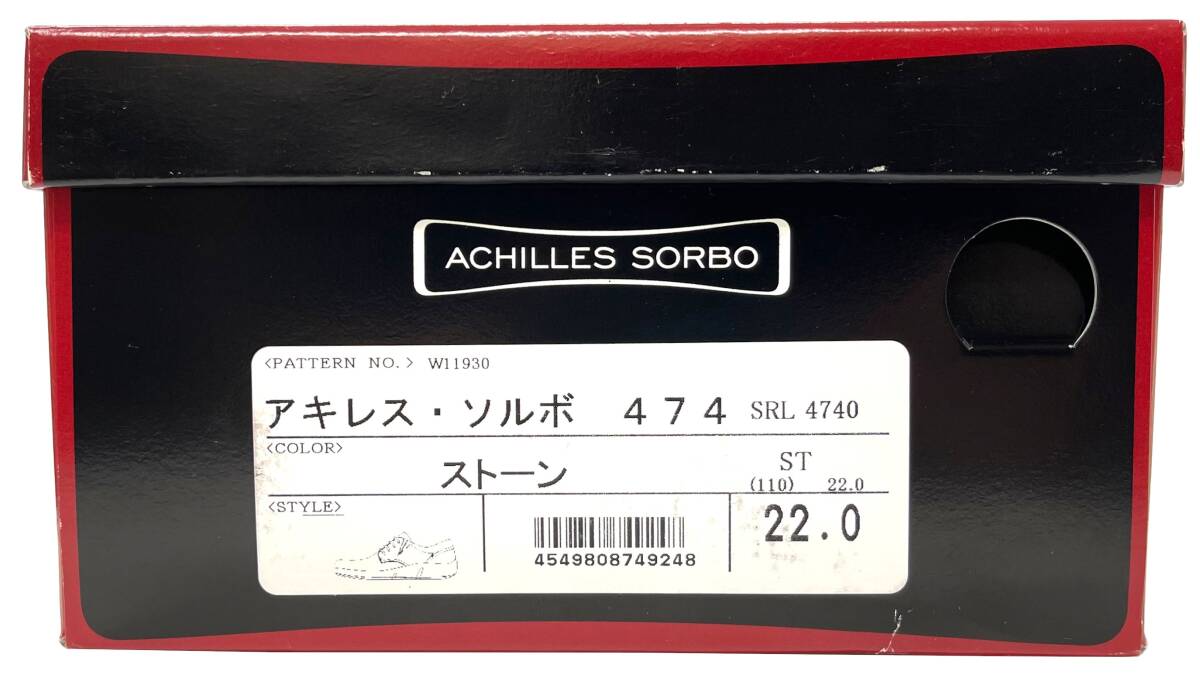 ACHILLES SORBO
<PATTERN NO.> W11930
アキレス・ソルボ ４７４ SRL 4740
<COLOR>
ストーン ST
(110) 22.0
<STYLE>
22.0
4549808749248